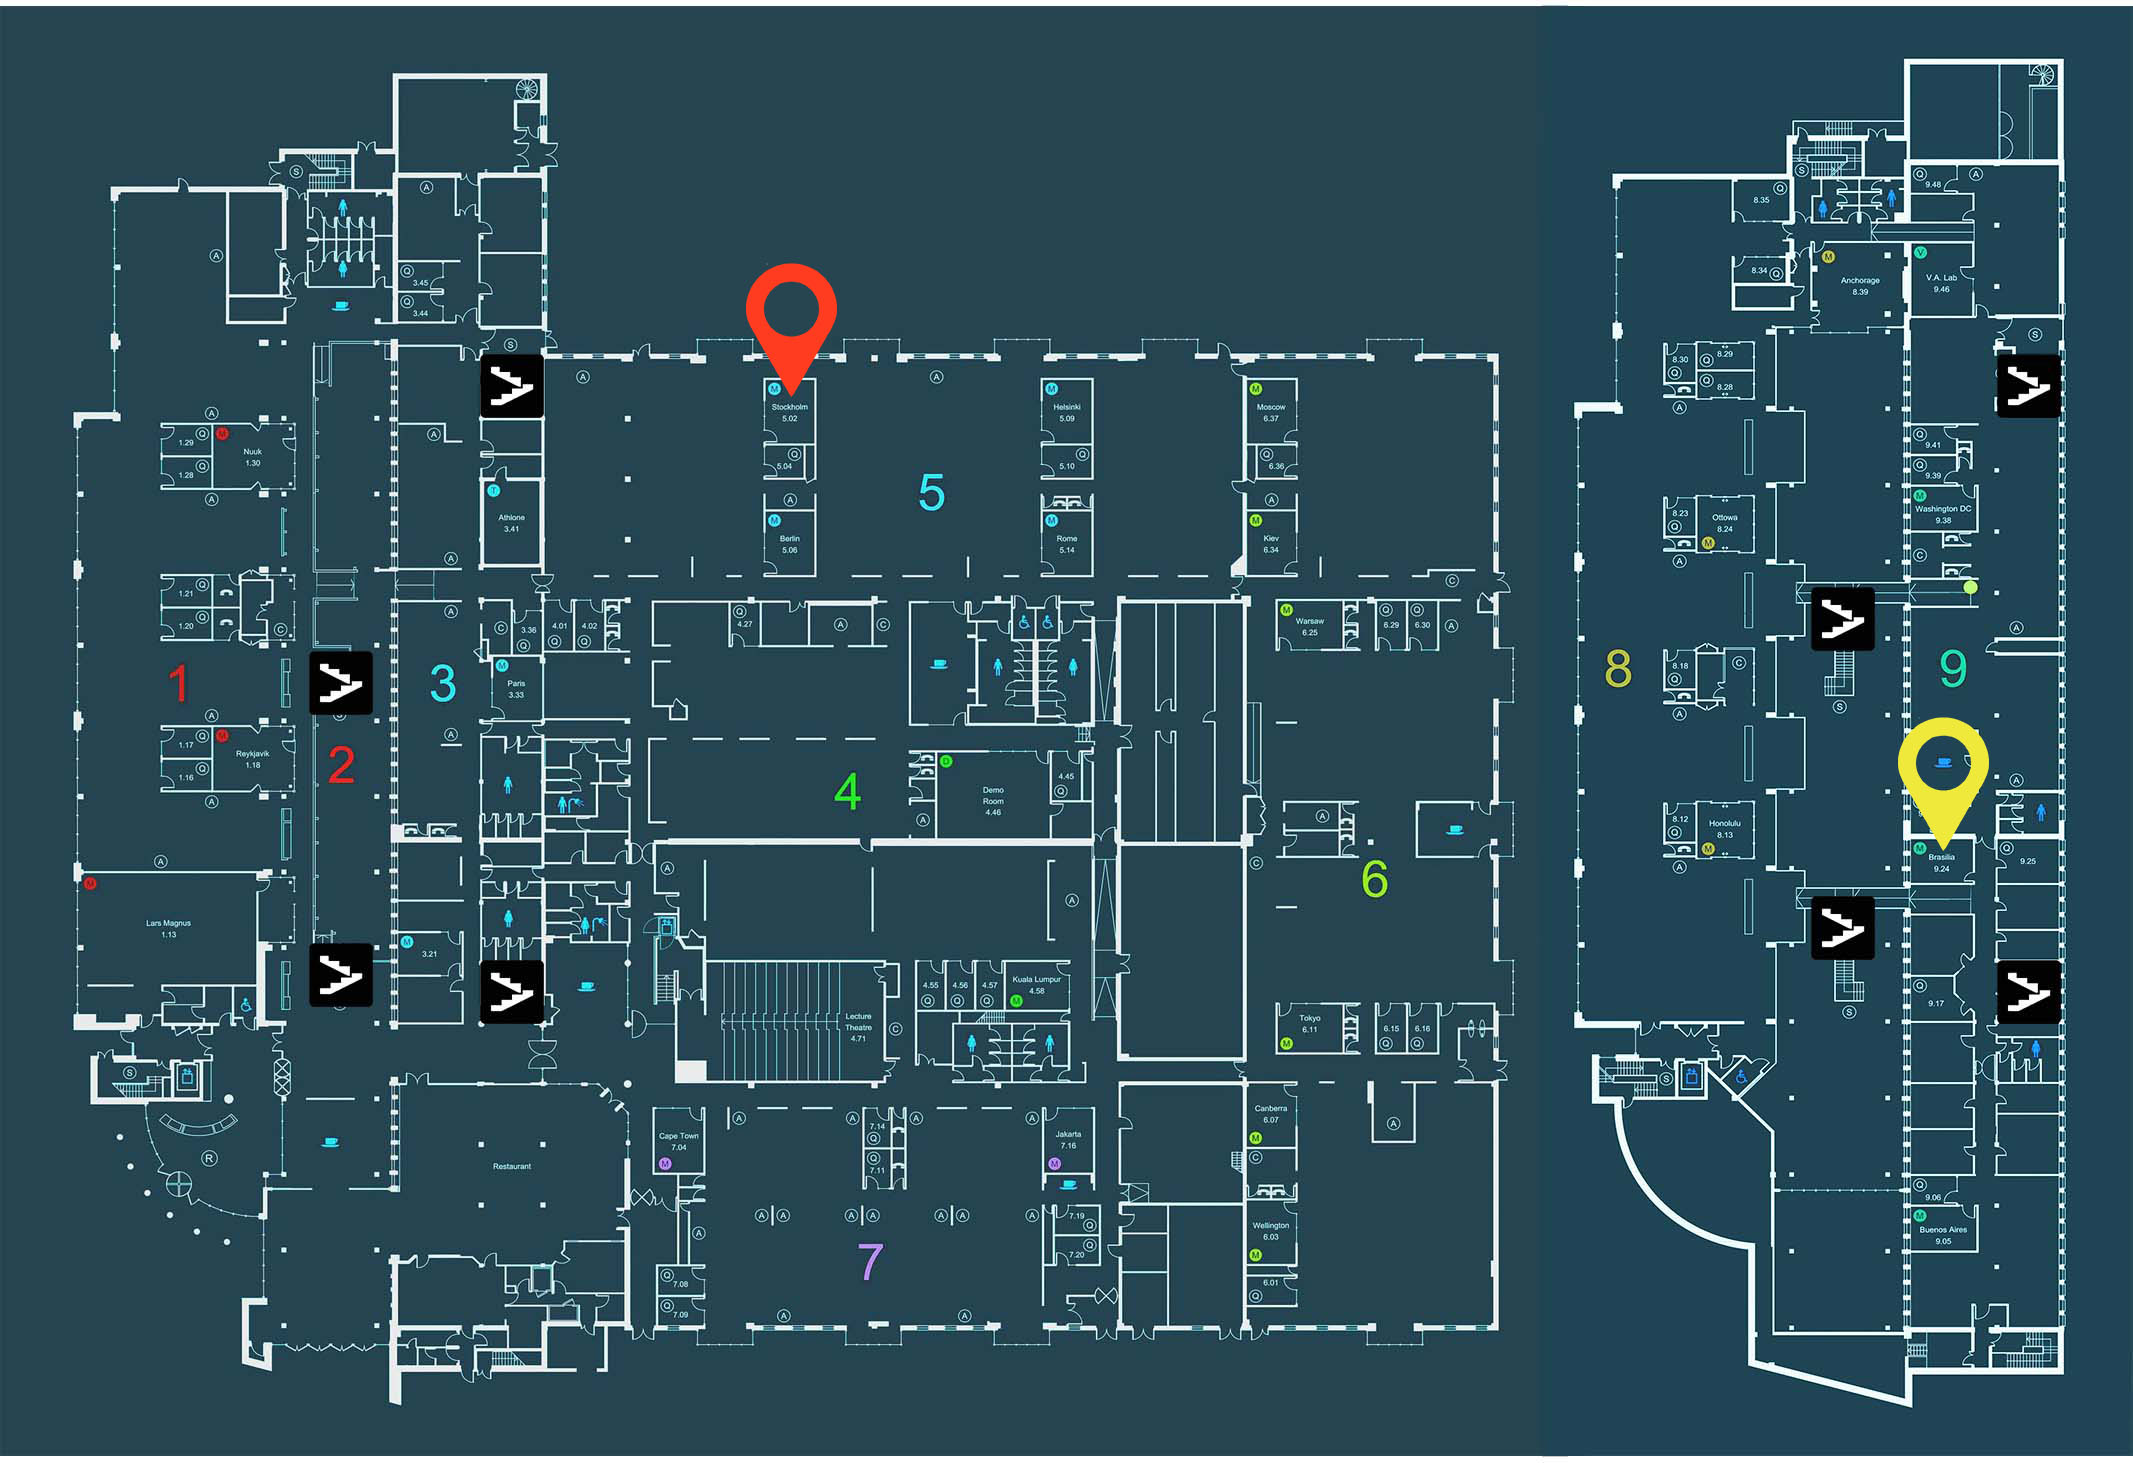 S
A
A
Q
3.45
Q
3.44
S
A
M
Stockholm
5.02
Q
5.04
A
M
Berlin
5.06
A
M
Helsinki
5.09
Q
5.10
M
Rome
5.14
M
Moscow
6.37
Q
6.36
A
M
Kiev
6.34
5
A
1.29
Q
M
Nuuk
1.30
1.28
Q
A
A
T
Athlone
3.41
A
1.21
Q
1.20
Q
C
A
C
3.36
Q
4.01
Q
4.02
Q
Q
4.27
A
C
C
M
Warsaw
6.25
Q
6.29
Q
6.30
A
1
2
3
M
Paris
3.33
A
A
1.17
Q
M
Reykjavik
1.18
1.16
Q
A
4
D
Demo
Room
4.46
4.45
Q
A
A
C
6
A
M
Lars Magnus
1.13
M
3.21
A
A
Lecture
Theatre
4.71
C
4.55
Q
4.56
Q
4.57
Q
Kuala Lumpur
4.58
M
Tokyo
6.11
M
6.15
Q
6.16
Q
S
R
Restaurant
Cape Town
7.04
M
A
A
7.14
Q
Q
7.11
A
A
Jakarta
7.16
M
Canberra
6.07
M
C
A
A
A
A
A
A
A
A
A
7
7.19
Q
7.20
Q
Wellington
6.03
M
6.01
Q
Q
7.08
Q
7.09
A
A
S
Q
8.35
8.34
Q
M
Anchorage
8.39
Q
9.48
A
V
V.A. Lab
9.46
S
8.30
Q
Q
8.29
Q
8.28
A
Q
9.41
Q
9.39
M
Washington DC
9.38
C
8.23
Q
Ottowa
8.24
M
A
A
8
8.18
Q
C
A
S
9
A
8.12
Q
Honolulu
8.13
M
A
M
Brasilia
9.24
Q
9.25
Q
9.17
S
S
Q
9.06
M
Buenos Aires
9.05